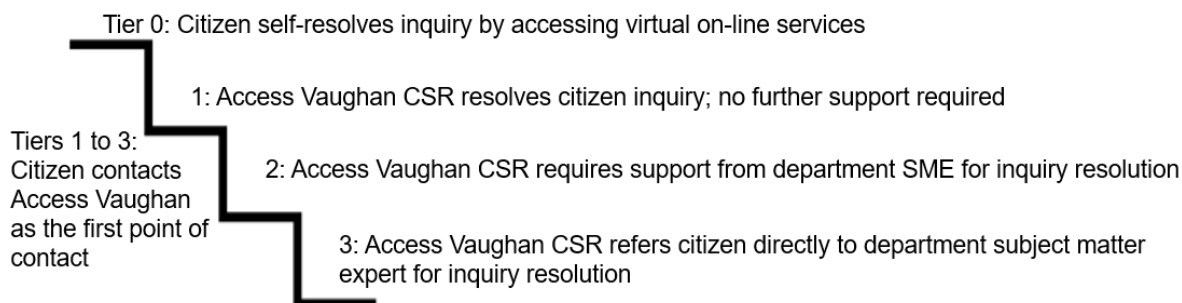 Tier 0: Citizen self-resolves inquiry by accessing virtual on-line services
1: Access Vaughan CSR resolves citizen inquiry; no further support required
Tiers 1 to 3:
Citizen contacts
Access Vaughan
as the first point of
contact
2: Access Vaughan CSR requires support from department SME for inquiry resolution
3: Access Vaughan CSR refers citizen directly to department subject matter
expert for inquiry resolution